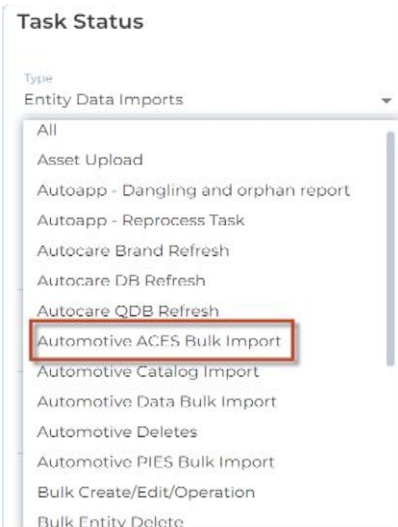 Task Status
Type
Entity Data Imports
All
Asset Upload
Autoapp - Dangling and orphan report
Autoapp - Reprocess Task
Autocare Brand Refresh
Autocare DB Refresh
Autocare QDB Refresh
Automotive ACES Bulk Import
Automotive Catalog Import
Automotive Data Bulk Import
Automotive Deletes
Automotive PIES Bulk Import
Bulk Create/Edit/Operation
Bulk Entity Delete